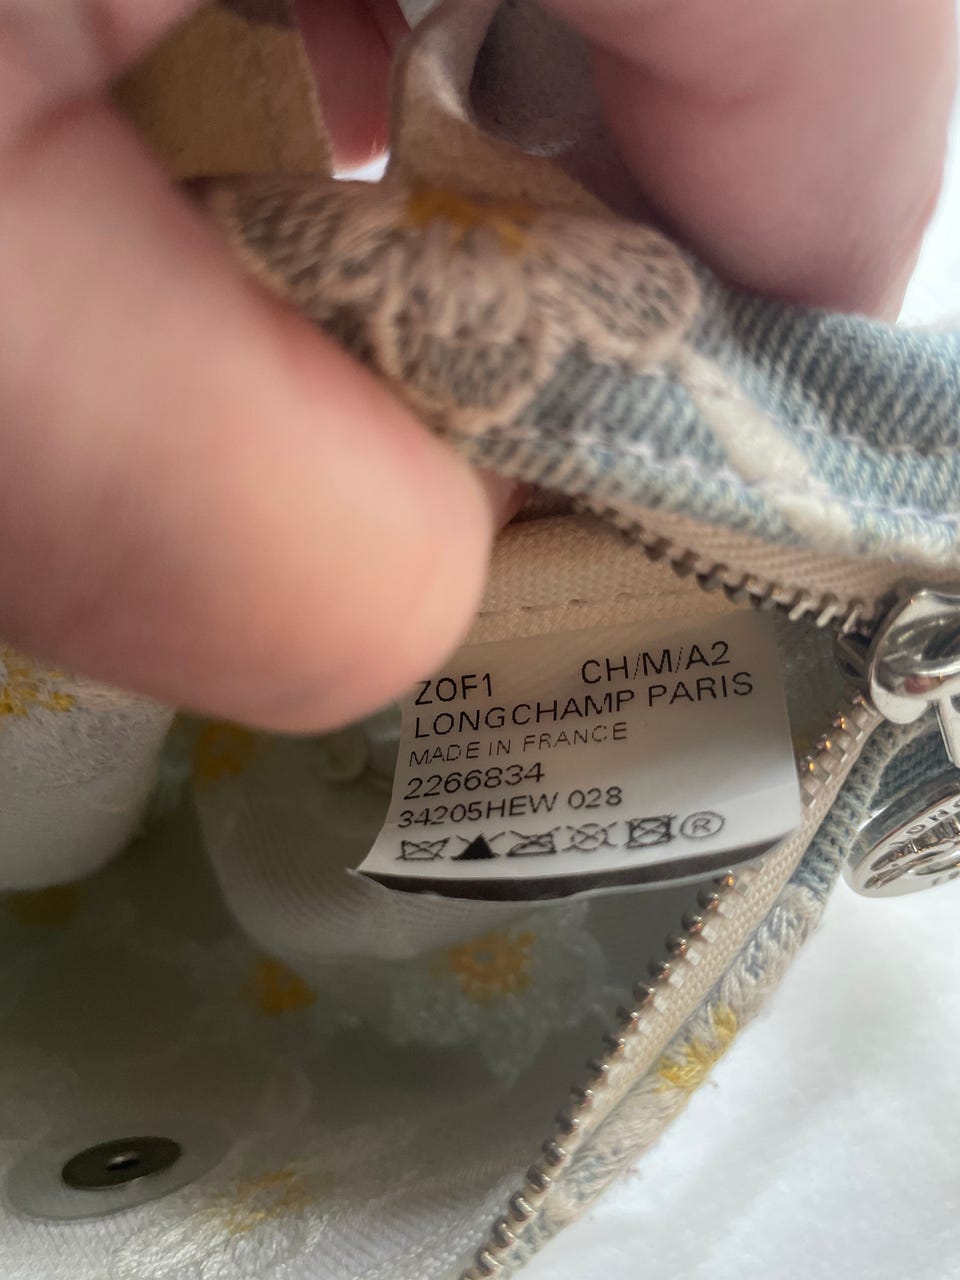 ZOF1 CH/M/A2
LONGCHAMP PARIS
MADE IN FRANCE
2266834
34205HEW 028
®